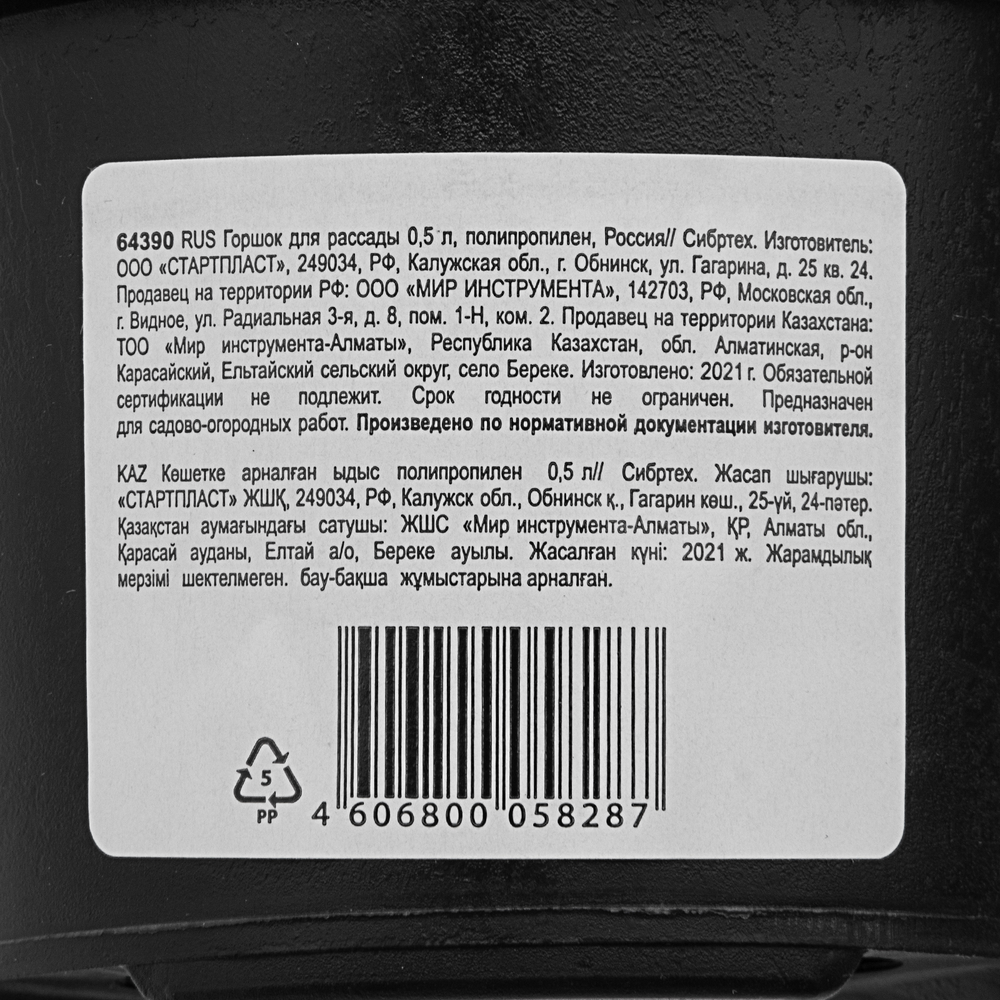 64390 RUS Горшок для рассады 0,5 л, полипропилен, Россия// Сибртех. Изготовитель:
ООО «СТАРТПЛАСТ», 249034, РФ, Калужская обл., г. Обнинск, ул. Гагарина, д. 25 кв. 24.
Продавец на территории РФ: ООО «МИР ИНСТРУМЕНТА», 142703, РФ, Московская обл.,
г. Видное, ул. Радиальная 3-я, д. 8, пом. 1-Н, ком. 2. Продавец на территории Казахстана:
ТОО «Мир инструмента-Алматы», Республика Казахстан, обл. Алматинская, р-он
Карасайский, Ельтайский сельский округ, село Береке. Изготовлено: 2021 г. Обязательной
сертификации не подлежит. Срок годности не ограничен. Предназначен
для садово-огородных работ. Произведено по нормативной документации изготовителя.
KAZ Көшетке арналған ыдыс полипропилен 0,5 л// Сибртех. Жасап шығарушы:
«СТАРТПЛАСТ» ЖШҚ, 249034, РФ, Калужск обл., Обнинск қ., Гагарин көш., 25-үй, 24-пәтер.
Қазақстан аумағындағы сатушы: ЖШС «Мир инструмента-Алматы», ҚР, Алматы обл.,
Қарасай ауданы, Елтай а/о, Береке ауылы. Жасалған күні: 2021 ж. Жарамдылық
мерзімі шектелмеген. бау-бақша жұмыстарына арналған.
5
PP
4 606800 058287